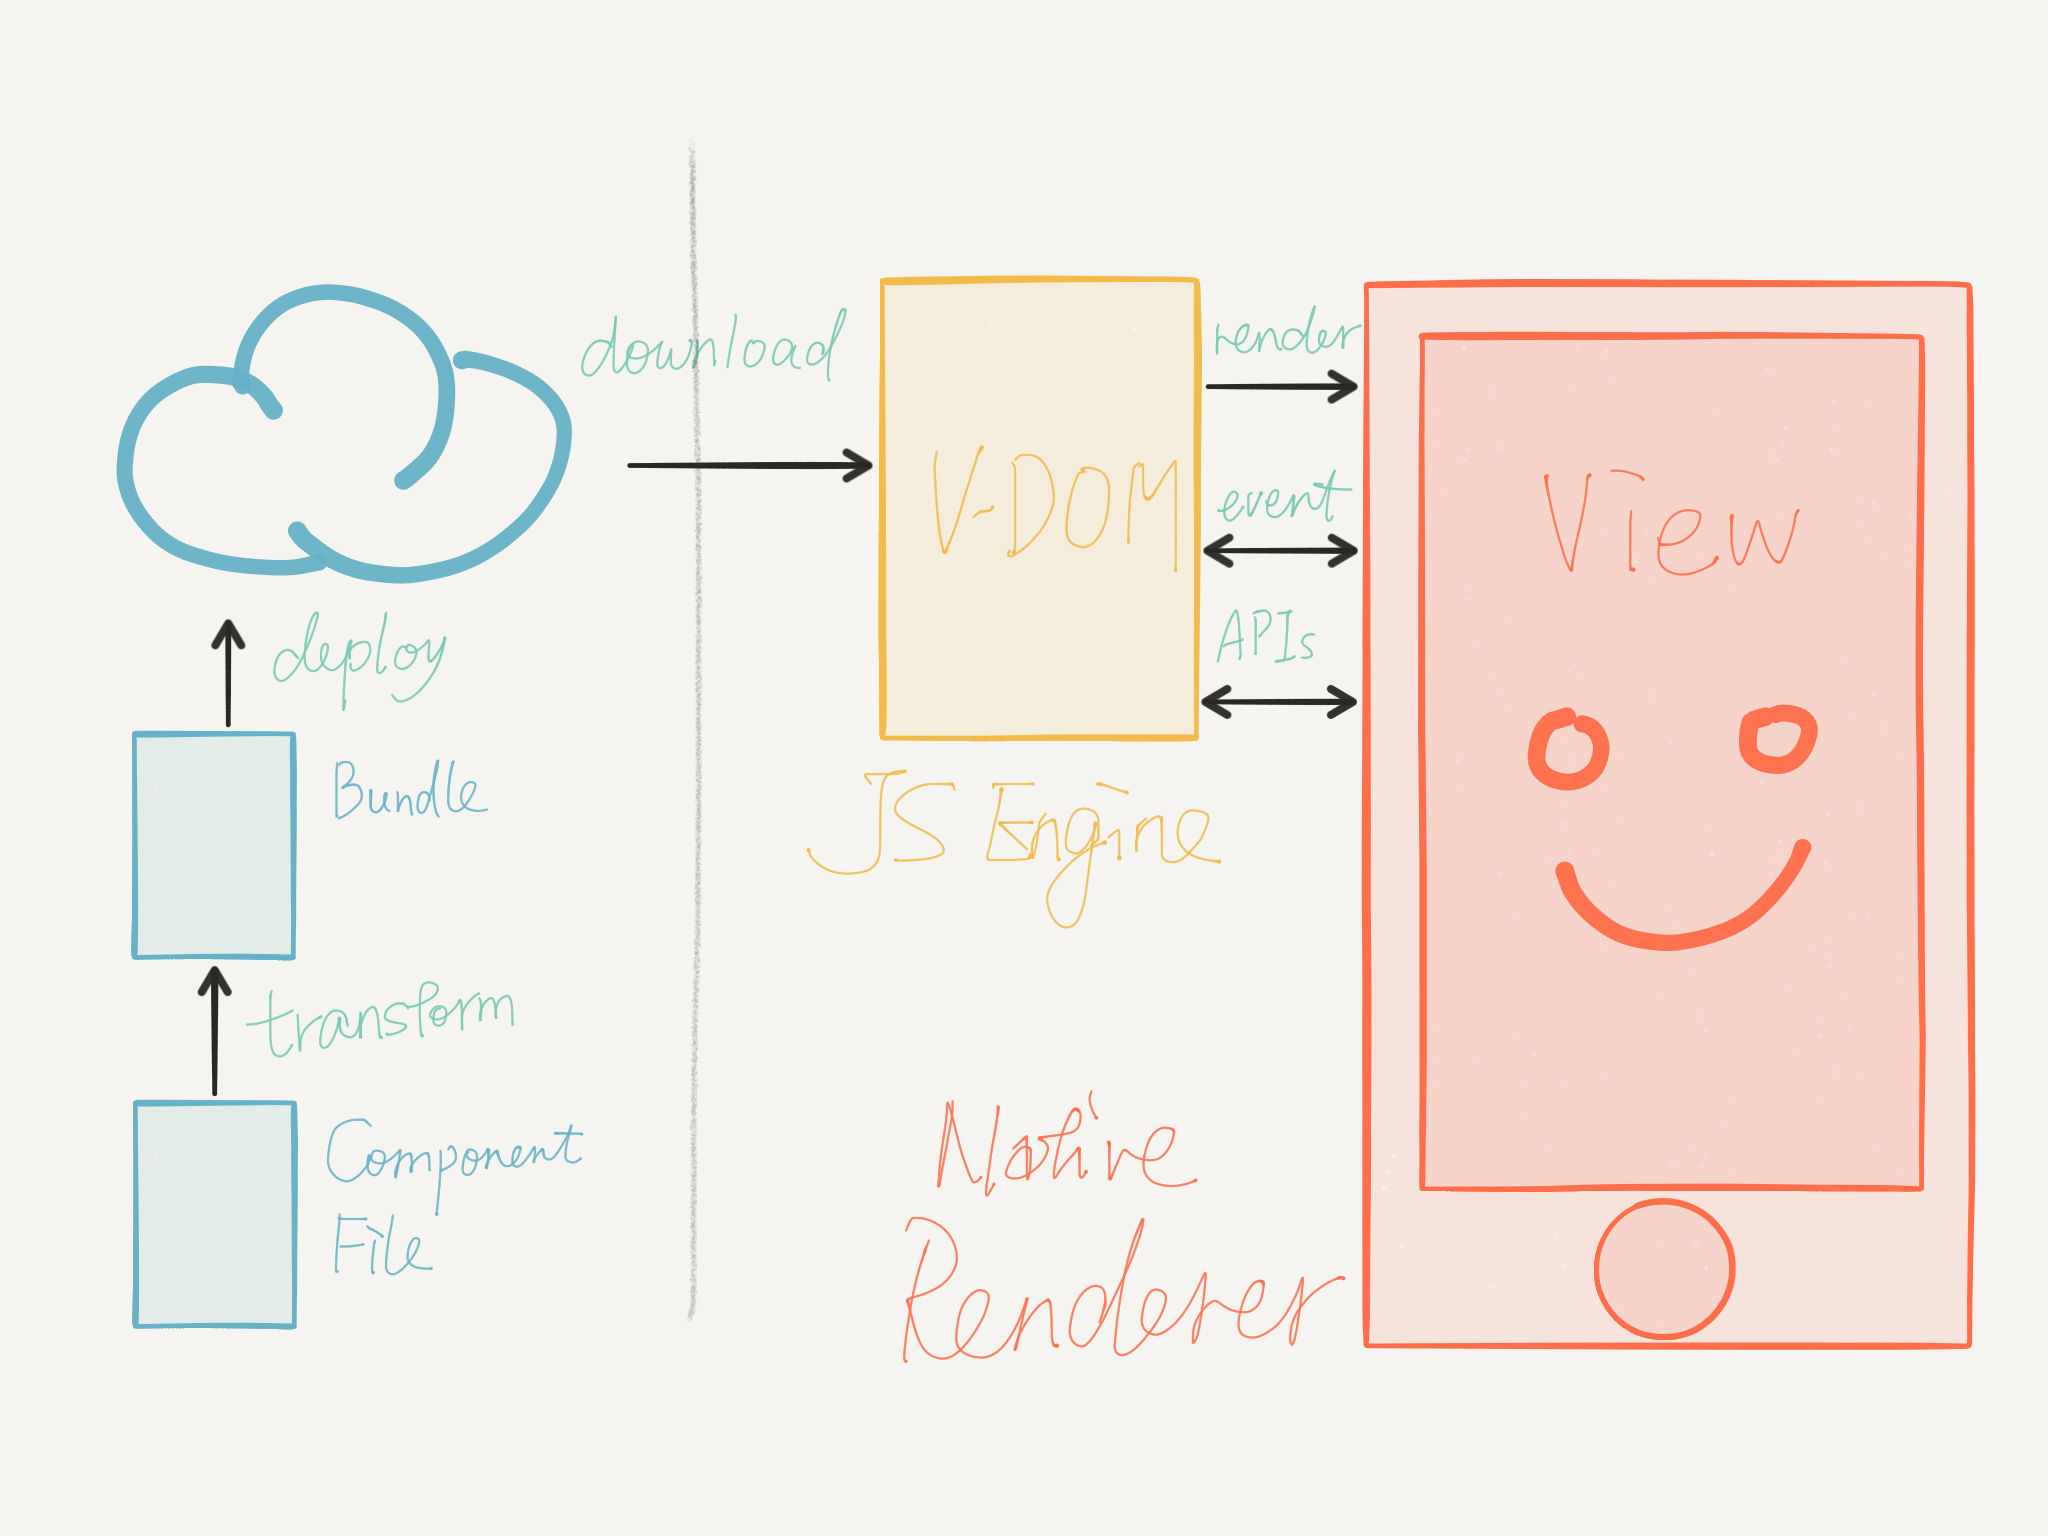 download
deploy
Bundle
transform
Component
File
V-DOM
JS Engine
render
event
APIs
View
Native
Renderer